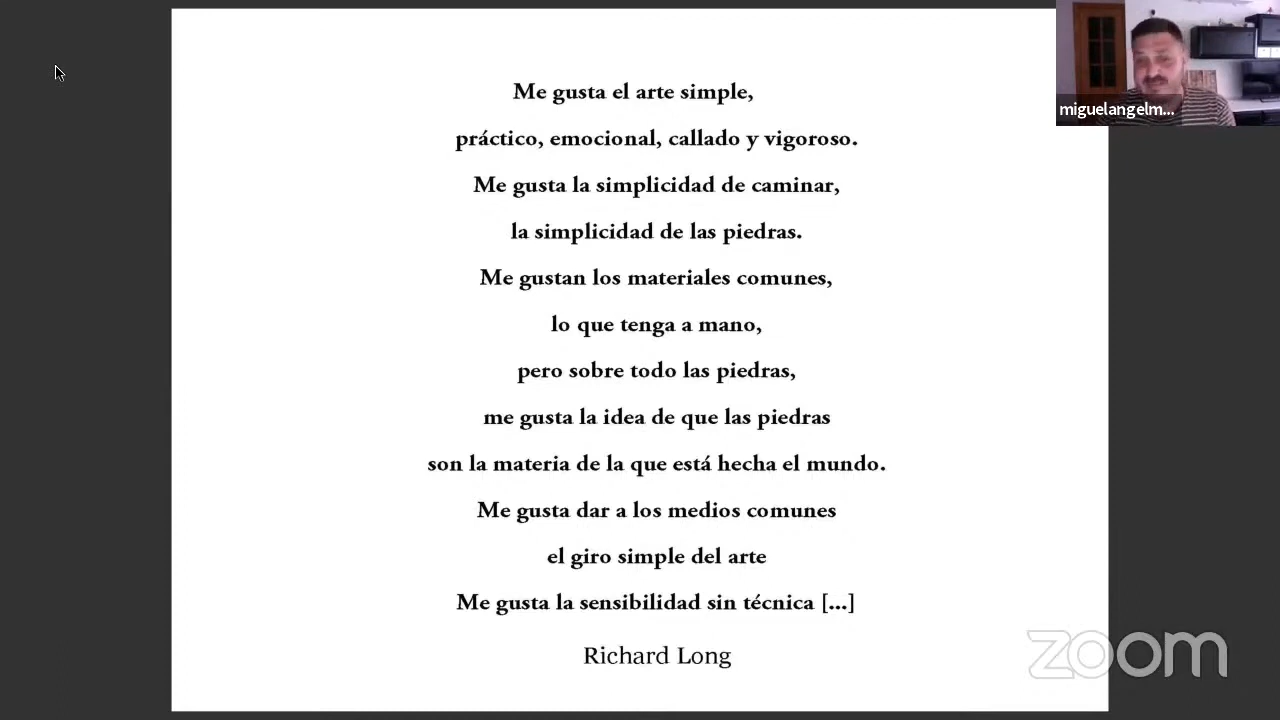 Me gusta el arte simple,
práctico, emocional, callado y vigoroso.
Me gusta la simplicidad de caminar,
la simplicidad de las piedras.
Me gustan los materiales comunes,
lo que tenga a mano,
pero sobre todo las piedras,
me gusta la idea de que las piedras
son la materia de la que está hecha el mundo.
Me gusta dar a los medios comunes
el giro simple del arte
Me gusta la sensibilidad sin técnica [...]
Richard Long
miguelangelm...
zoom